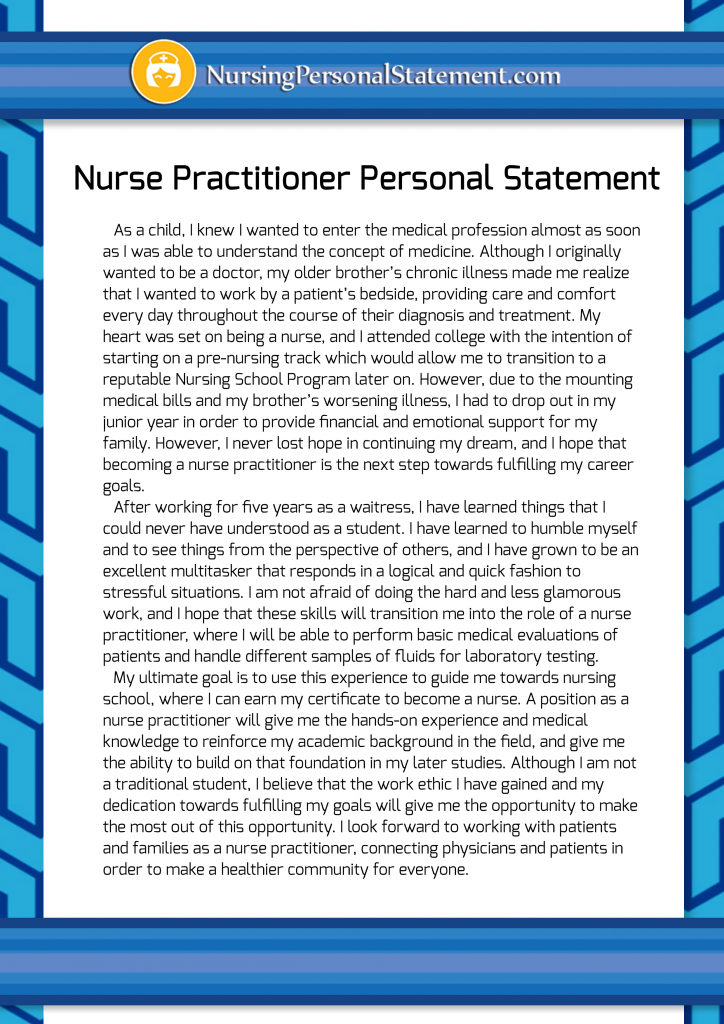 NursingPersonalStatement.com
Nurse Practitioner Personal Statement
As a child, I knew I wanted to enter the medical profession almost as soon
as I was able to understand the concept of medicine. Although I originally
wanted to be a doctor, my older brother's chronic illness made me realize
that I wanted to work by a patient's bedside, providing care and comfort
every day throughout the course of their diagnosis and treatment. My
heart was set on being a nurse, and I attended college with the intention of
starting on a pre-nursing track which would allow me to transition to a
reputable Nursing School Program later on. However, due to the mounting
medical bills and my brother's worsening illness, I had to drop out in my
junior year in order to provide financial and emotional support for my
family. However, I never lost hope in continuing my dream, and I hope that
becoming a nurse practitioner is the next step towards fulfilling my career
goals.
After working for five years as a waitress, I have learned things that I
could never have understood as a student. I have learned to humble myself
and to see things from the perspective of others, and I have grown to be an
excellent multitasker that responds in a logical and quick fashion to
stressful situations. I am not afraid of doing the hard and less glamorous
work, and I hope that these skills will transition me into the role of a nurse
practitioner, where I will be able to perform basic medical evaluations of
patients and handle different samples of fluids for laboratory testing.
My ultimate goal is to use this experience to guide me towards nursing
school, where I can earn my certificate to become a nurse. A position as a
nurse practitioner will give me the hands-on experience and medical
knowledge to reinforce my academic background in the field, and give me
the ability to build on that foundation in my later studies. Although I am not
a traditional student, I believe that the work ethic I have gained and my
dedication towards fulfilling my goals will give me the opportunity to make
the most out of this opportunity. I look forward to working with patients
and families as a nurse practitioner, connecting physicians and patients in
order to make a healthier community for everyone.